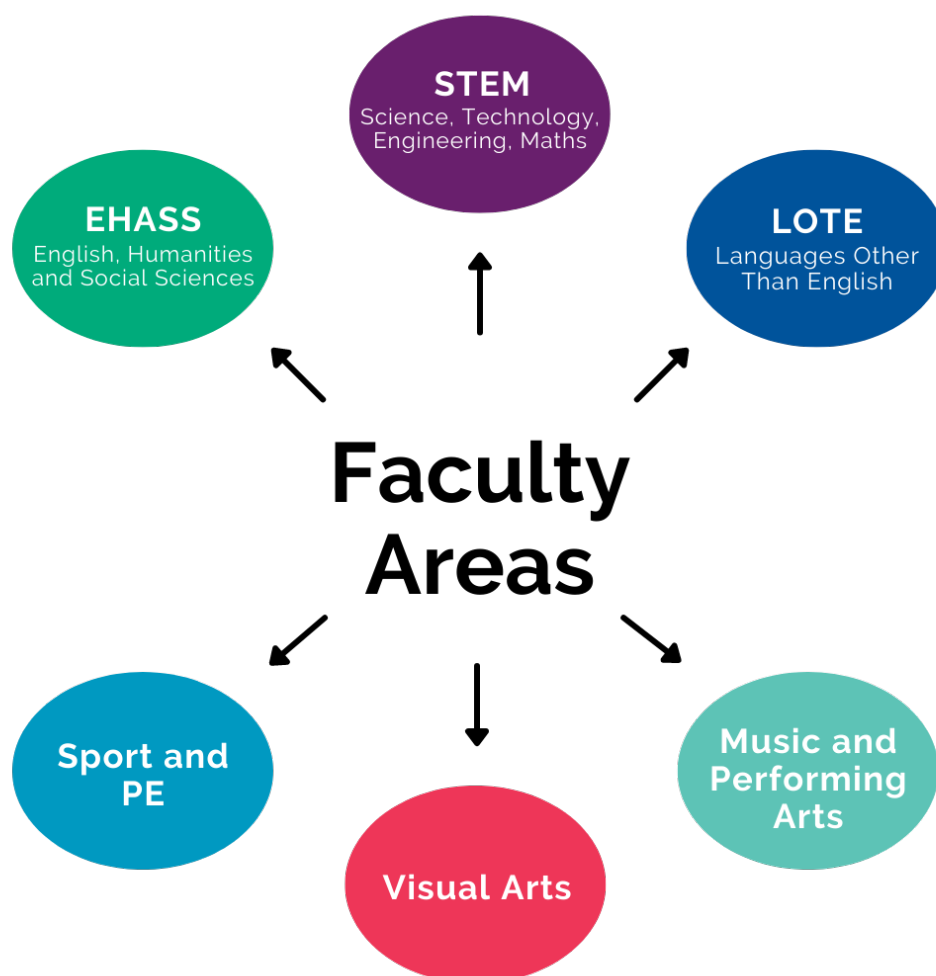 STEM
Science, Technology,
Engineering, Maths
EHASS
English, Humanities
and Social Sciences
LOTE
Languages Other
Than English
Faculty
Areas
Sport and
PE
Music and
Performing
Arts
Visual Arts